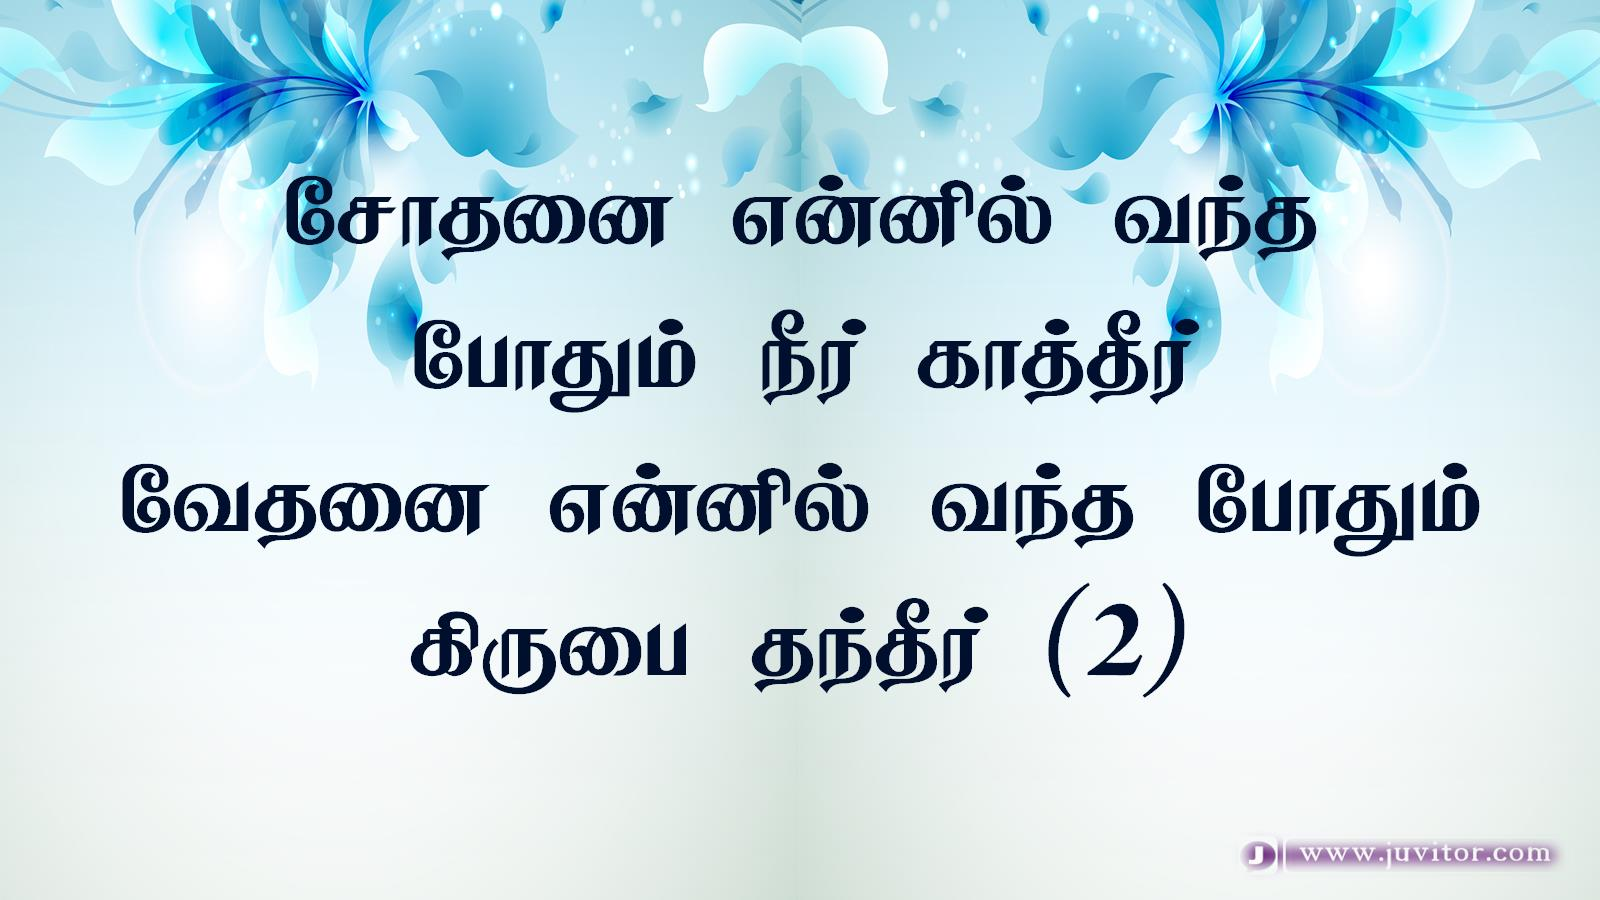 சோதனை என்னில் வந்த
போதும் நீர் காத்தீர்
வேதனை என்னில் வந்த போதும்
கிருபை தந்தீர் (2)
J www.juvitor.com